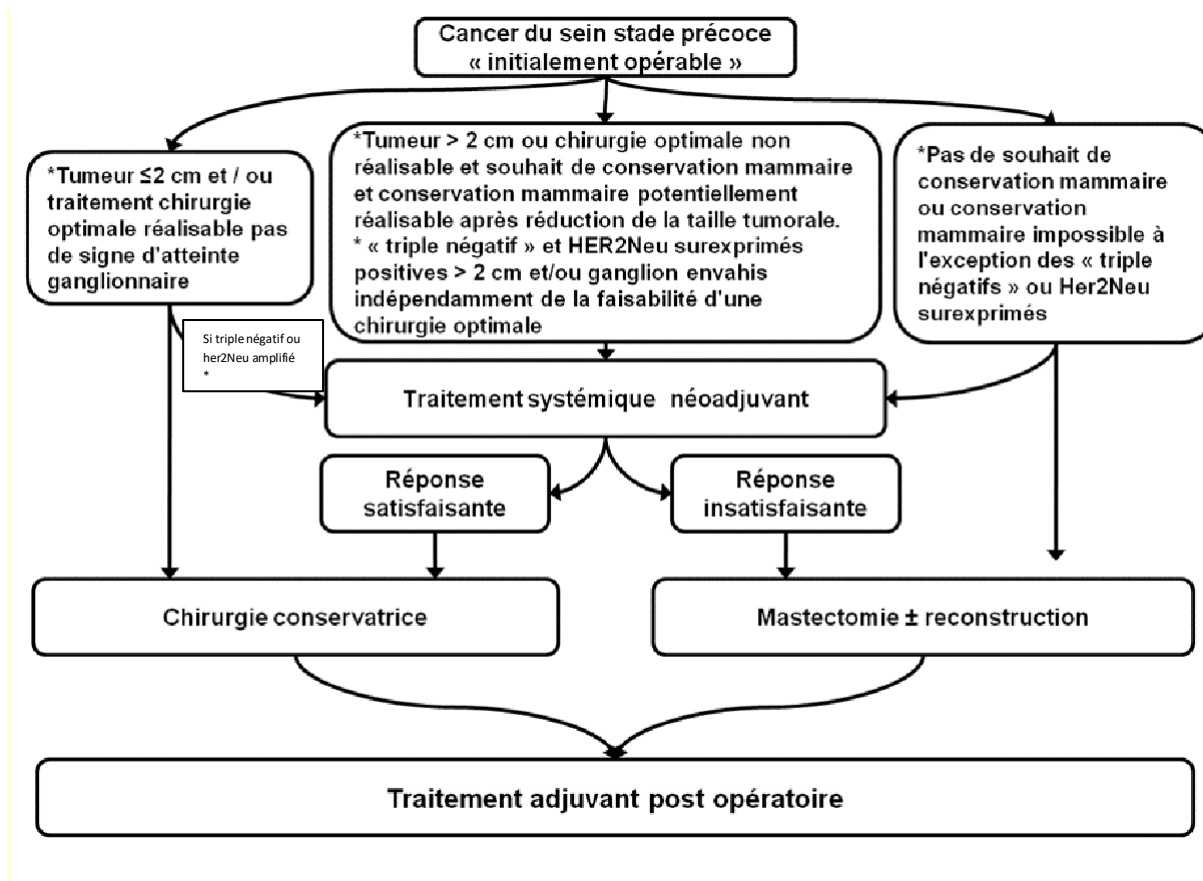 Cancer du sein stade précoce
« initialement opérable »
*Tumeur ≤2 cm et / ou
traitement chirurgie
optimale réalisable pas
de signe d'atteinte
ganglionnaire
*Tumeur > 2 cm ou chirurgie optimale non
réalisable et souhait de conservation mammaire
et conservation mammaire potentiellement
réalisable après réduction de la taille tumorale.
* « triple négatif » et HER2Neu surexprimés
positives > 2 cm et/ou ganglion envahis
indépendamment de la faisabilité d'une
chirurgie optimale
*Pas de souhait de
conservation mammaire
ou conservation
mammaire impossible à
l'exception des « triple
négatifs » ou Her2Neu
surexprimés
Si triple négatif ou
her2Neu amplifié
*
Traitement systémique néoadjuvant
Réponse
satisfaisante
Réponse
insatisfaisante
Chirurgie conservatrice
Mastectomie ± reconstruction
Traitement adjuvant post opératoire